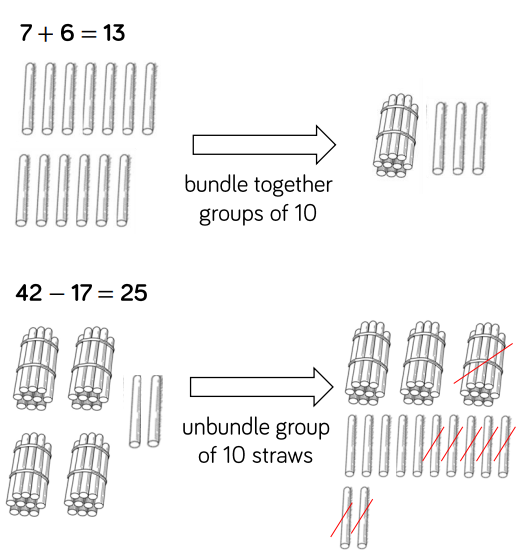 7 + 6 = 13
bundle together
groups of 10
42 − 17 = 25
unbundle group
of 10 straws